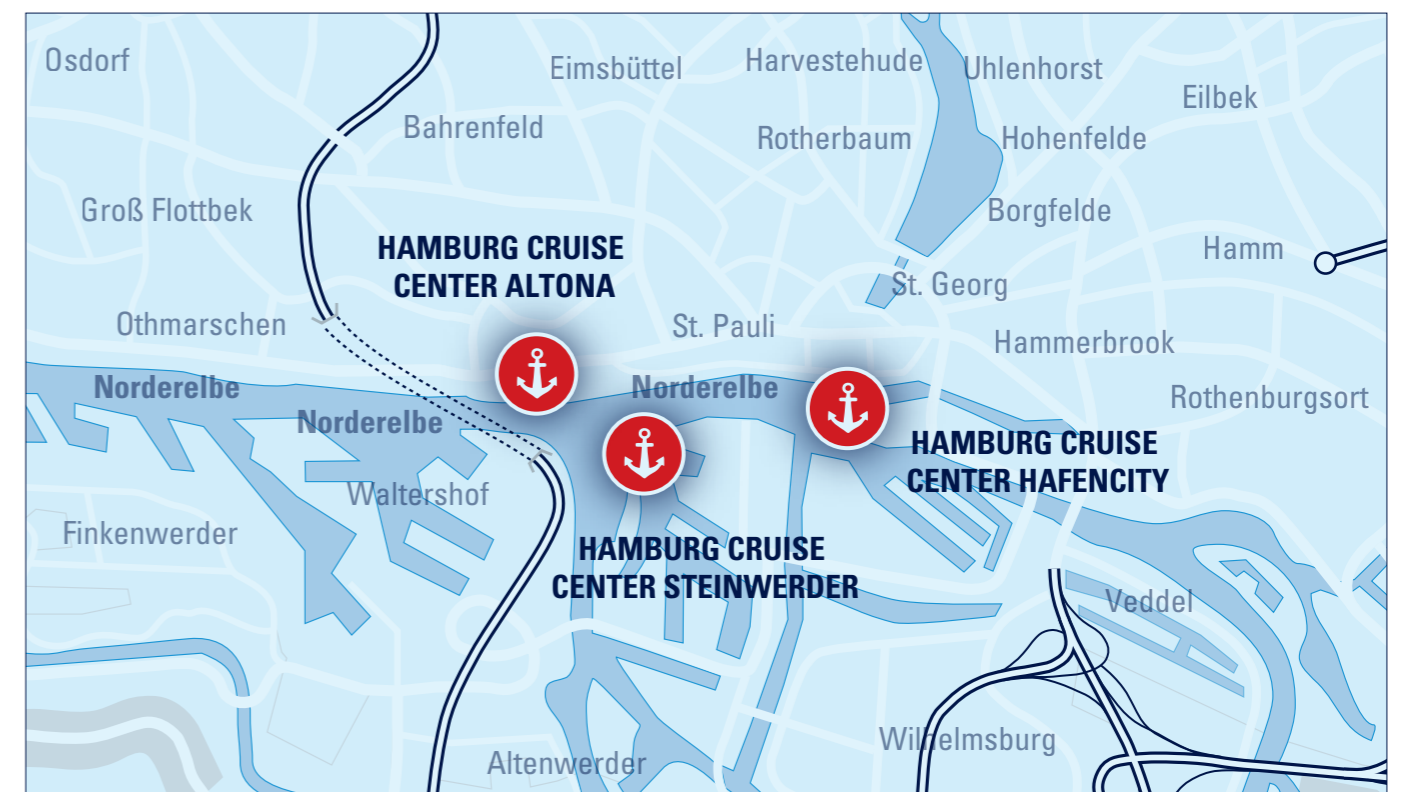 Osdorf
Eimsbüttel
Harvestehude
Uhlenhorst
Eilbek
Bahrenfeld
Rotherbaum
Hohenfelde
Groß Flottbek
Borgfelde
HAMBURG CRUISE
CENTER ALTONA
Hamm
St. Georg
Othmarschen
St. Pauli
Hammerbrook
Norderelbe
Norderelbe
Rothenburgsort
Norderelbe
HAMBURG CRUISE
CENTER HAFENCITY
Waltershof
Finkenwerder
HAMBURG CRUISE
CENTER STEINWERDER
Veddel
Wilhelmsburg
Altenwerder